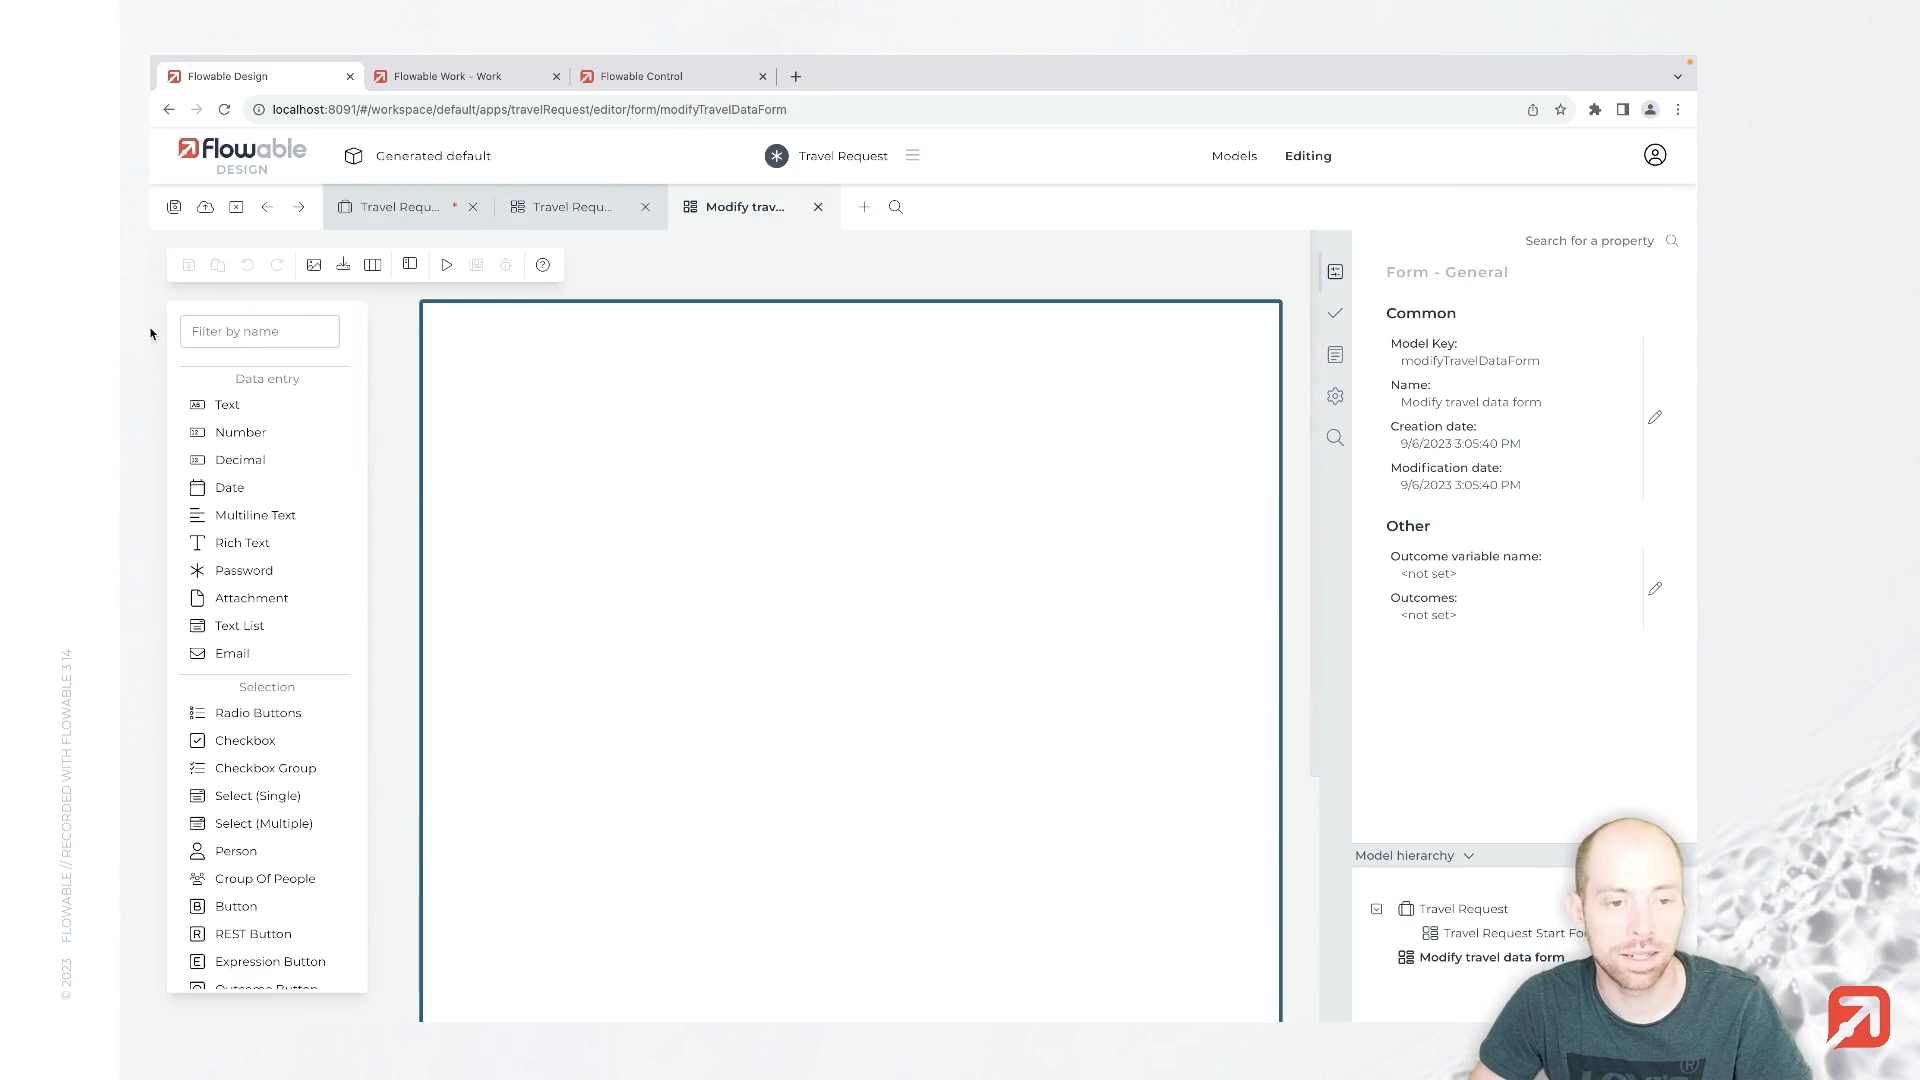 Flowable Design
Flowable Work - Work
Flowable Control
localhost:8091/#/workspace/default/apps/travelRequest/editor/form/modifyTravelDataForm
Flowable
DESIGN
Generated default
Travel Request
Models
Editing
Travel Requ... *
Travel Requ...
Modify trav...
Search for a property
Filter by name
Data entry
Text
Number
Decimal
Date
Multiline Text
Rich Text
Password
Attachment
Text List
Email
Selection
Radio Buttons
Checkbox
Checkbox Group
Select (Single)
Select (Multiple)
Person
Group Of People
Button
REST Button
Expression Button
Outcome Button
Form - General
Common
Model Key:
modifyTravelDataForm
Name:
Modify travel data form
Creation date:
9/6/2023 3:05:40 PM
Modification date:
9/6/2023 3:05:40 PM
Other
Outcome variable name:
<not set>
Outcomes:
<not set>
Model hierarchy
Travel Request
Travel Request Start Fo
Modify travel data form
© 2023 FLOWABLE // RECORDED WITH FLOWABLE 3.14